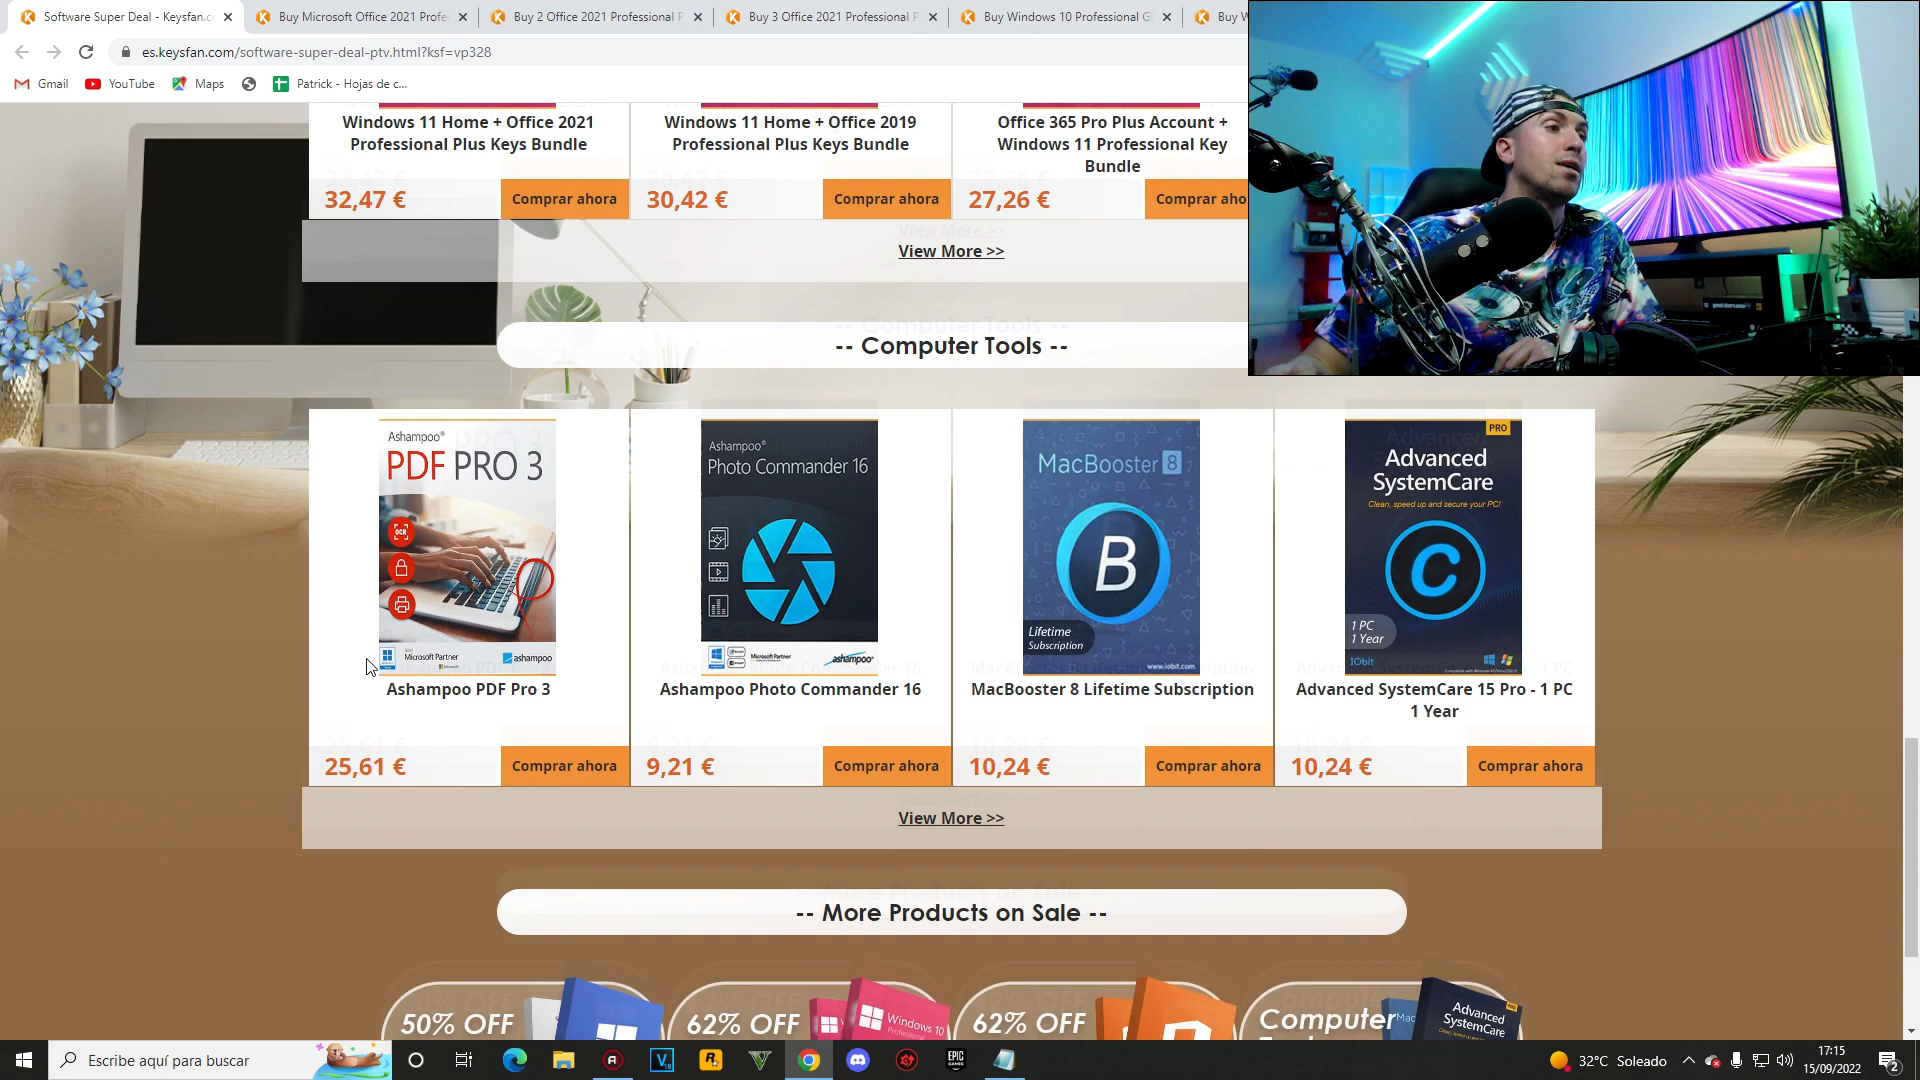 Software Super Deal - Keysfan.c
Buy Microsoft Office 2021 Profe
Buy 2 Office 2021 Professional P
Buy 3 Office 2021 Professional P
Buy Windows 10 Professional G
Buy W
es.keysfan.com/software-super-deal-ptv.html?ksf=vp328
Gmail
YouTube
Maps
Patrick - Hojas de c...
Windows 11 Home + Office 2021
Professional Plus Keys Bundle
32,47 €
Comprar ahora
Windows 11 Home + Office 2019
Professional Plus Keys Bundle
30,42 €
Comprar ahora
Office 365 Pro Plus Account +
Windows 11 Professional Key
Bundle
27,26 €
Comprar aho
View More >>
-- Computer Tools --
Ashampoo®
PDF PRO 3
OCR
Microsoft Partner
ashampoo
Ashampoo PDF Pro 3
25,61 €
Comprar ahora
Ashampoo®
Photo Commander 16
Microsoft Partner
ashampoo
Ashampoo Photo Commander 16
9,21 €
Comprar ahora
MacBooster 8
B
Lifetime
Subscription
www.iobit.com
MacBooster 8 Lifetime Subscription
10,24 €
Comprar ahora
PRO
Advanced
SystemCare
Clean, speed up and secure your PC!
C
1 PC
1 Year
IObit
Advanced SystemCare 15 Pro - 1 PC
1 Year
10,24 €
Comprar ahora
View More >>
-- More Products on Sale --
50% OFF
62% OFF
Windows 10
62% OFF
Computer
Advanced
SystemCare
Escribe aquí para buscar
32°C Soleado
17:15
15/09/2022
2